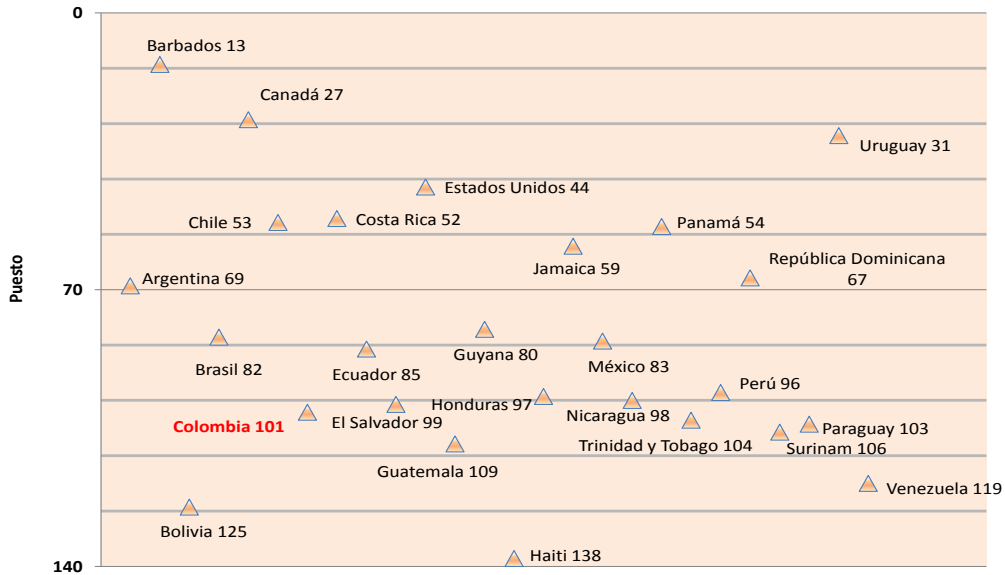 0
Barbados 13
Canadá 27
Uruguay 31
Estados Unidos 44
Chile 53
Costa Rica 52
Panamá 54
Jamaica 59
República Dominicana
67
Puesto
Argentina 69
70
Brasil 82
Ecuador 85
Guyana 80
México 83
Perú 96
Colombia 101
El Salvador 99
Honduras 97
Nicaragua 98
Paraguay 103
Trinidad y Tobago 104
Surinam 106
Guatemala 109
Venezuela 119
Bolivia 125
Haiti 138
140